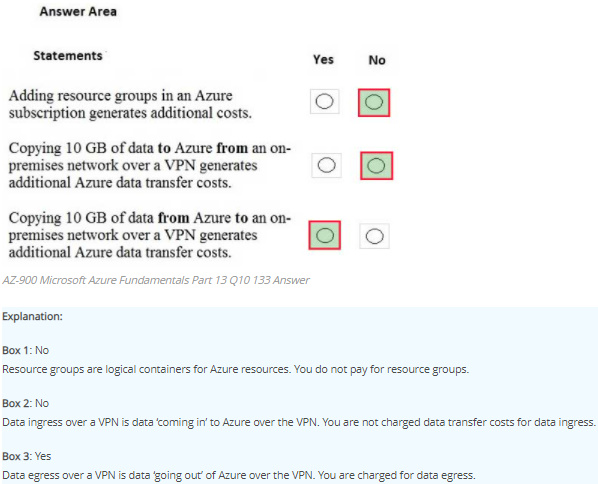 Answer Area
Statements
Yes
No
Adding resource groups in an Azure
subscription generates additional costs.
Copying 10 GB of data to Azure from an on-
premises network over a VPN generates
additional Azure data transfer costs.
Copying 10 GB of data from Azure to an on-
premises network over a VPN generates
additional Azure data transfer costs.
AZ-900 Microsoft Azure Fundamentals Part 13 Q10 133 Answer
Explanation:
Box 1: No
Resource groups are logical containers for Azure resources. You do not pay for resource groups.
Box 2: No
Data ingress over a VPN is data ‘coming in’ to Azure over the VPN. You are not charged data transfer costs for data ingress.
Box 3: Yes
Data egress over a VPN is data ‘going out’ of Azure over the VPN. You are charged for data egress.